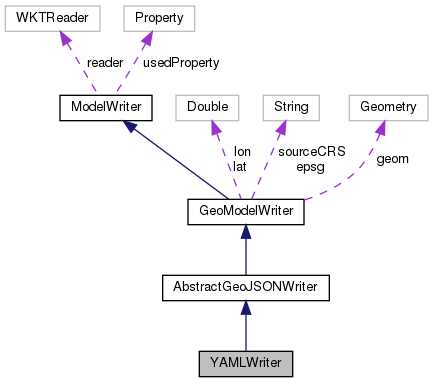 WKTReader
Property
reader
usedProperty
ModelWriter
Double
String
Geometry
lon
lat
sourceCRS
epsg
geom
GeoModelWriter
AbstractGeoJSONWriter
YAMLWriter